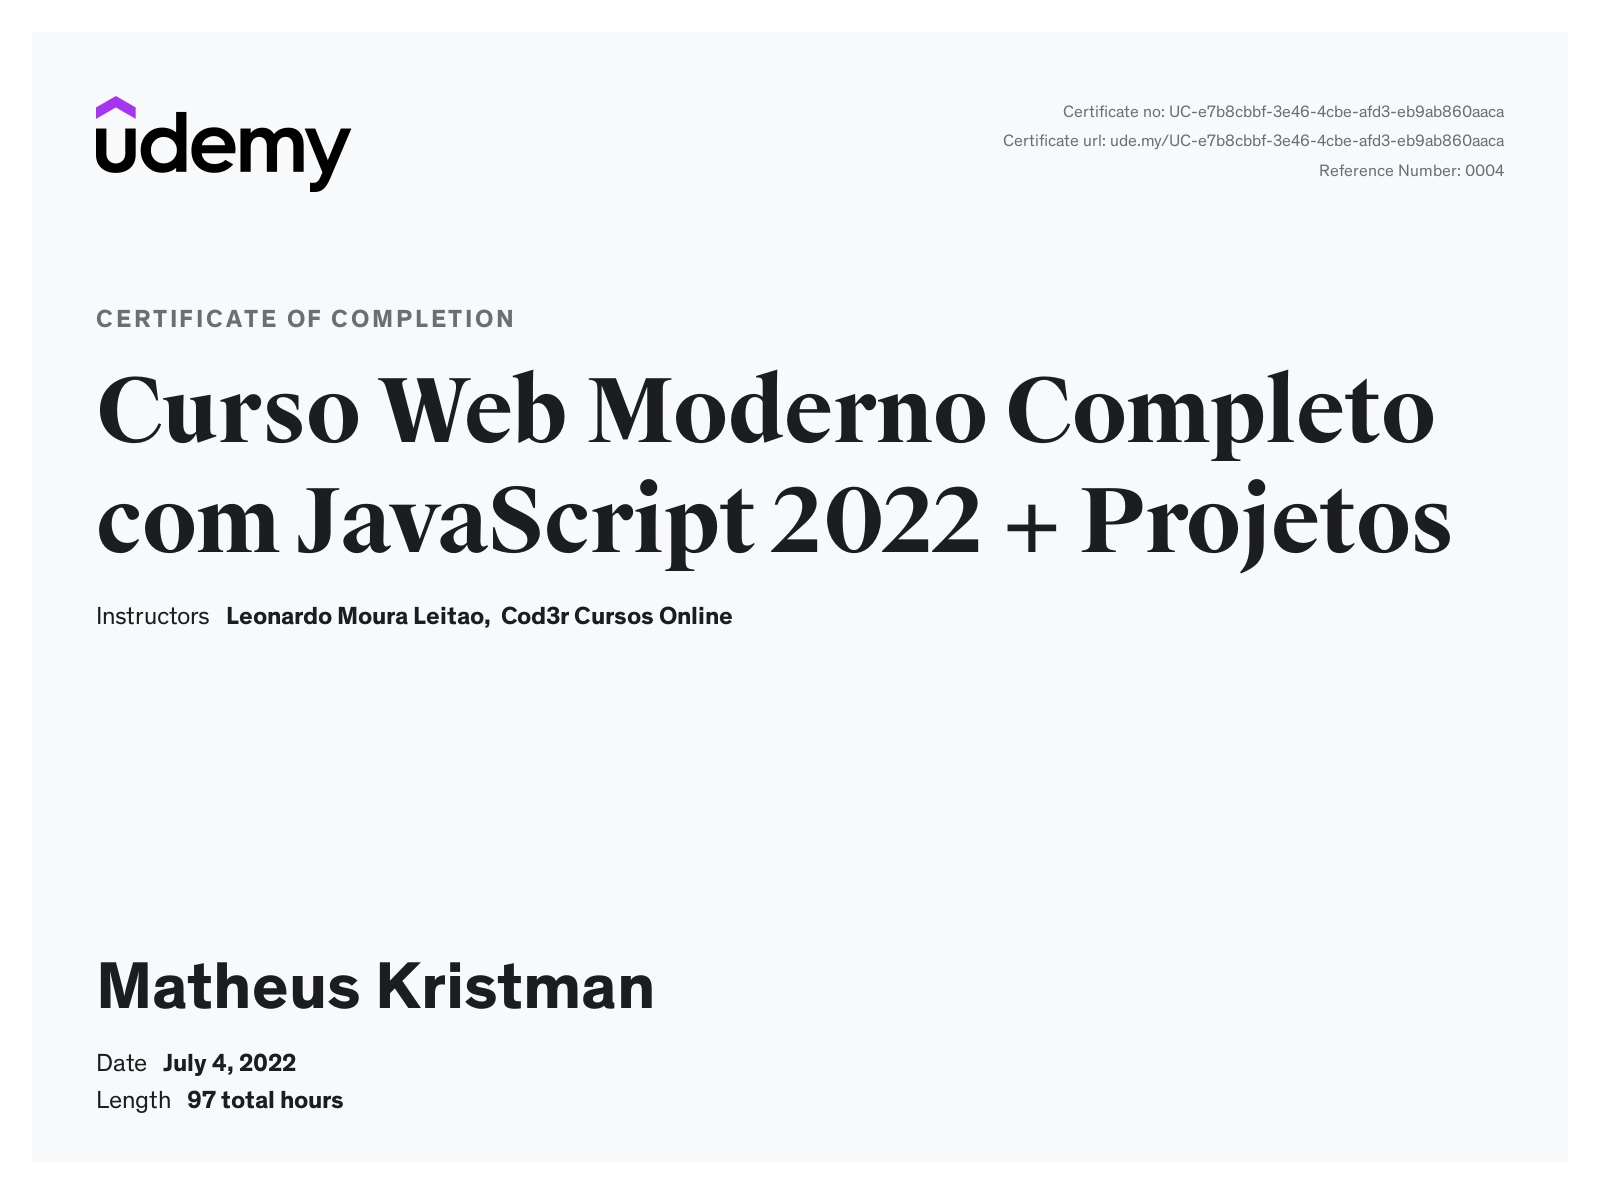 udemy
Certificate no: UC-e7b8cbbf-3e46-4cbe-afd3-eb9ab860aaca
Certificate url: ude.my/UC-e7b8cbbf-3e46-4cbe-afd3-eb9ab860aaca
Reference Number: 0004
CERTIFICATE OF COMPLETION
Curso Web Moderno Completo
com JavaScript 2022 + Projetos
Instructors Leonardo Moura Leitao, Cod3r Cursos Online
Matheus Kristman
Date July 4, 2022
Length 97 total hours